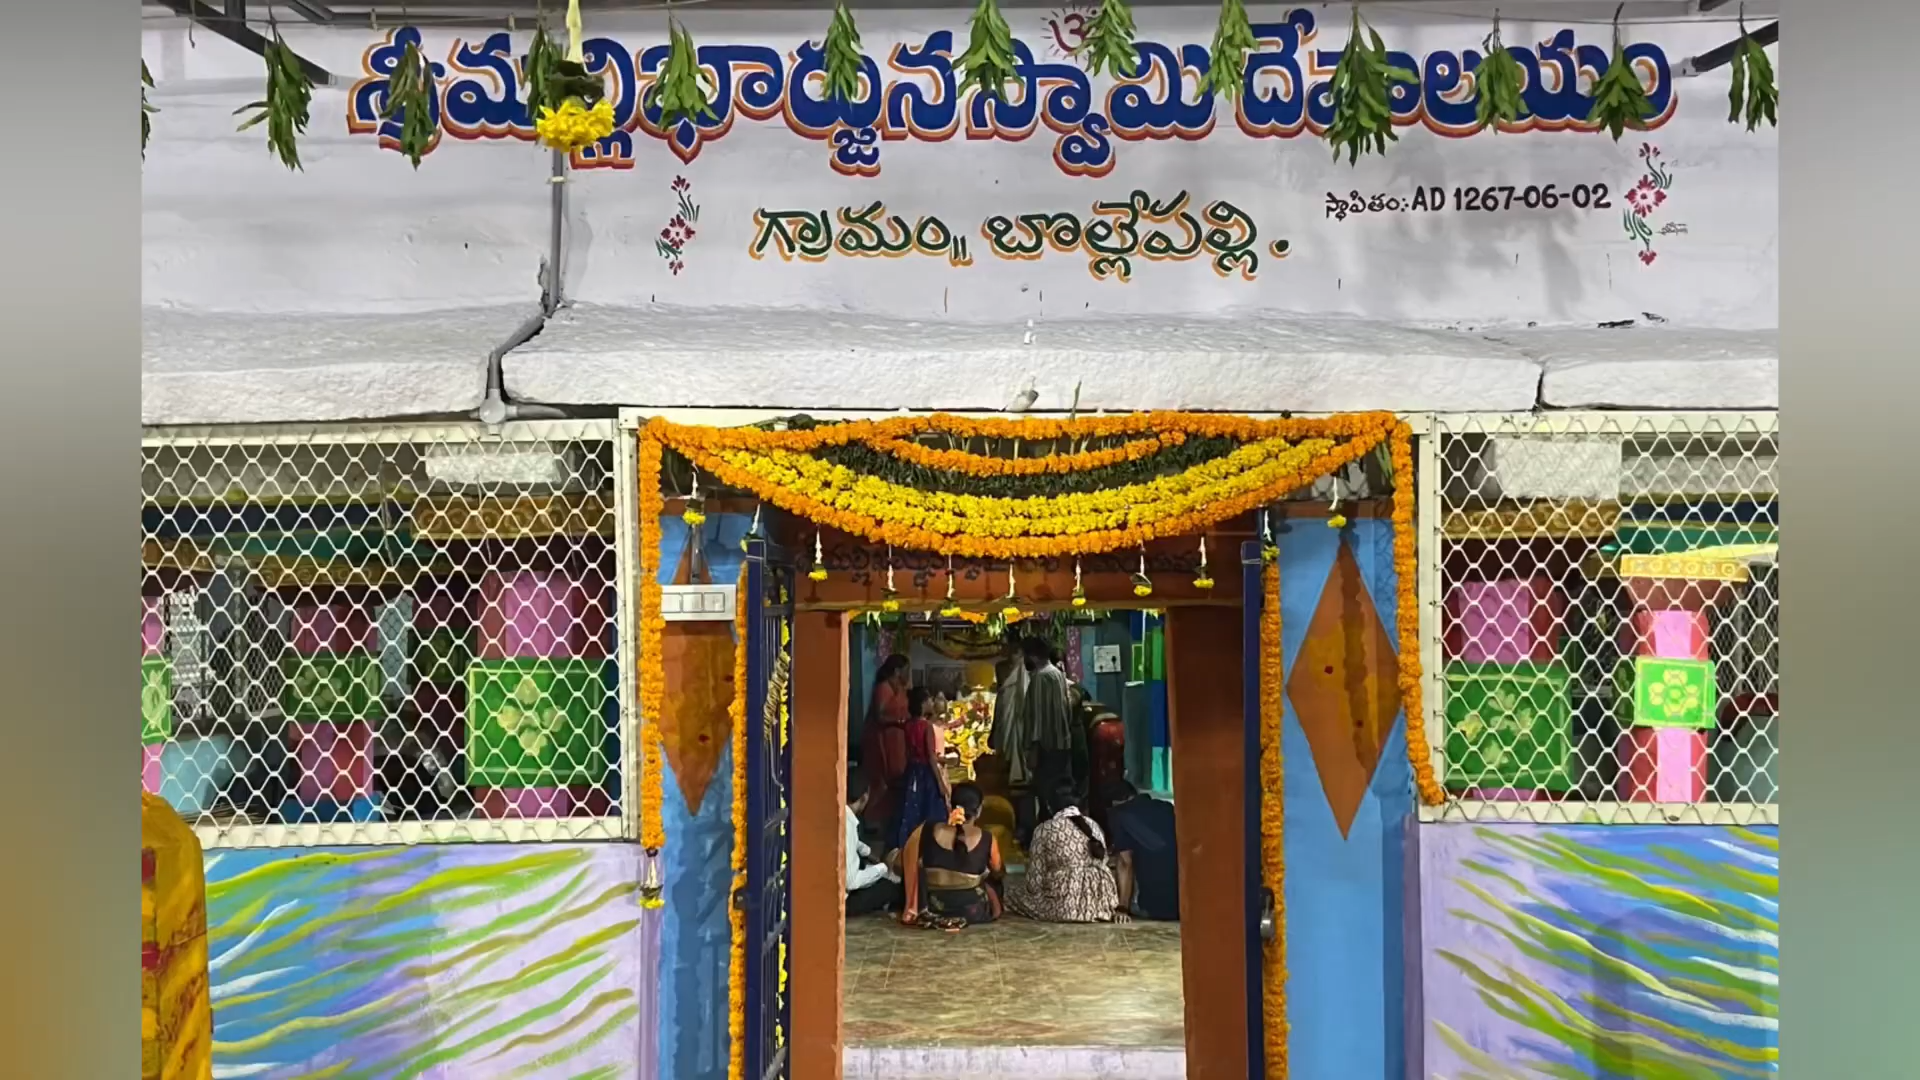 ॐ
శ్రీమల్లిఖార్జునస్వామి దేవాలయం
గ్రామం,, బొల్లేపల్లి.
స్థాపితం: AD 1267-06-02